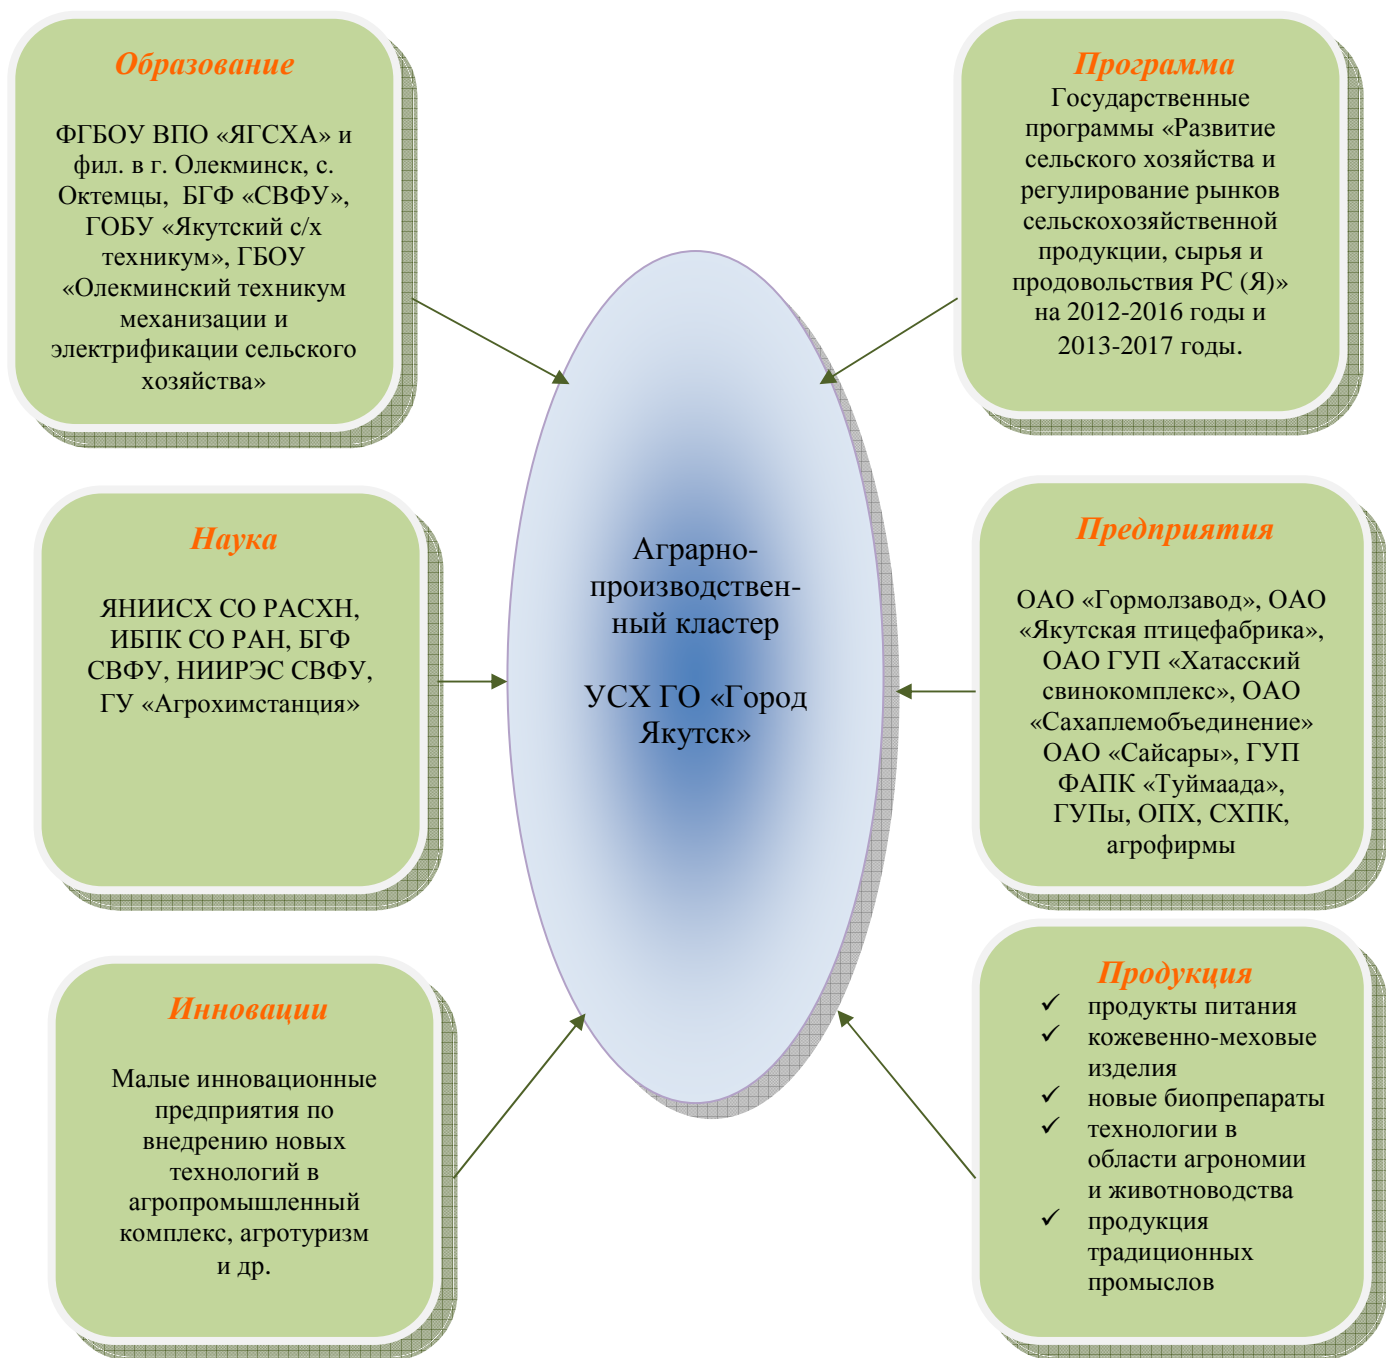 Образование
ФГБОУ ВПО «ЯГСХА» и
фил. в г. Олекминск, с.
Октемцы, БГФ «СВФУ»,
ГОБУ «Якутский с/х
техникум», ГБОУ
«Олекминский техникум
механизации и
электрификации сельского
хозяйства»
Программа
Государственные
программы «Развитие
сельского хозяйства и
регулирование рынков
сельскохозяйственной
продукции, сырья и
продовольствия РС (Я)»
на 2012-2016 годы и
2013-2017 годы.
Наука
ЯНИИСХ СО РАСХН,
ИБПК СО РАН, БГФ
СВФУ, НИИРЭС СВФУ,
ГУ «Агрохимстанция»
Аграрно-
производствен-
ный кластер
УСХ ГО «Город
Якутск»
Предприятия
ОАО «Гормолзавод», ОАО
«Якутская птицефабрика»,
ОАО ГУП «Хатасский
свинокомплекс», ОАО
«Сахаплемобъединение»
ОАО «Сайсары», ГУП
ФАПК «Туймаада»,
ГУПы, ОПХ, СХПК,
агрофирмы
Инновации
Малые инновационные
предприятия по
внедрению новых
технологий в
агропромышленный
комплекс, агротуризм
и др.
Продукция
✓ продукты питания
✓ кожевенно-меховые
изделия
✓ новые биопрепараты
✓ технологии в
области агрономии
и животноводства
✓ продукция
традиционных
промыслов